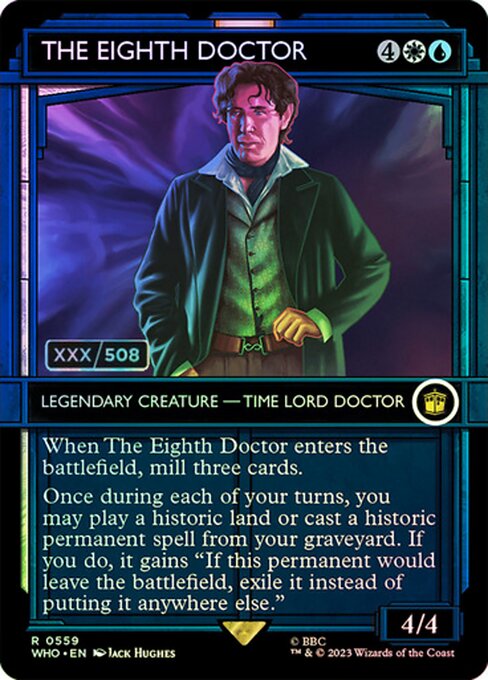 THE EIGHTH DOCTOR 4
XXX/508
LEGENDARY CREATURE — TIME LORD DOCTOR
When The Eighth Doctor enters the
battlefield, mill three cards.
Once during each of your turns, you
may play a historic land or cast a historic
permanent spell from your graveyard. If
you do, it gains “If this permanent would
leave the battlefield, exile it instead of
putting it anywhere else.”
4/4
R 0559
WHO • EN Jack Hughes
© BBC
™ & © 2023 Wizards of the Coast